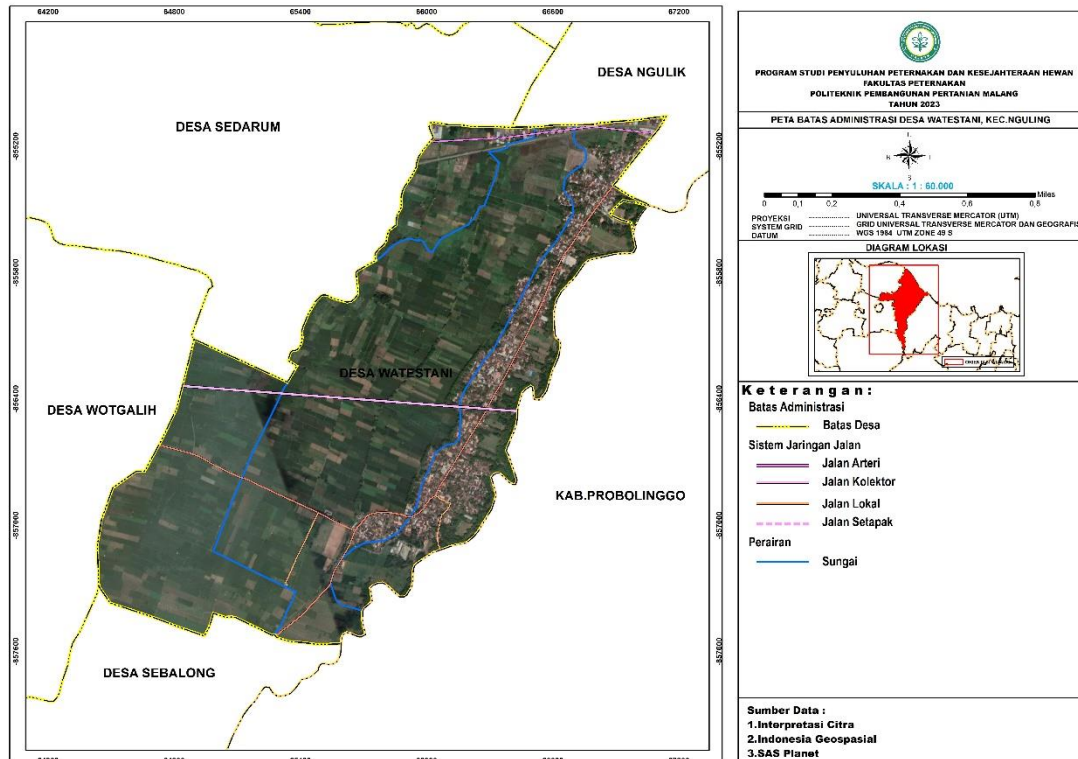 64200 64800 65400 66000 66600 67200
DESA NGULIK
DESA SEDARUM
DESA WATESTANI
DESA WOTGALIH
KAB.PROBOLINGGO
DESA SEBALONG
-855200
-855800
-856400
-857000
-857600
-855200
-855800
-856400
-857000
-857600
PROGRAM STUDI PENYULUHAN PETERNAKAN DAN KESEJAHTERAAN HEWAN
FAKULTAS PETERNAKAN
POLITEKNIK PEMBANGUNAN PERTANIAN MALANG
TAHUN 2023
PETA BATAS ADMINISTRASI DESA WATESTANI, KEC.NGULING
SKALA : 1 : 60.000
Miles
0 0,1 0,2 0,4 0,6 0,8
PROYEKSI ............... UNIVERSAL TRANSVERSE MERCATOR (UTM)
SYSTEM GRID ............... GRID UNIVERSAL TRANSVERSE MERCATOR DAN GEOGRAFIS
DATUM ............... WGS 1984 UTM ZONE 49 S
DIAGRAM LOKASI
Keterangan :
Batas Administrasi
Batas Desa
Sistem Jaringan Jalan
Jalan Arteri
Jalan Kolektor
Jalan Lokal
Jalan Setapak
Perairan
Sungai
Sumber Data :
1.Interpretasi Citra
2.Indonesia Geospasial
3.SAS Planet